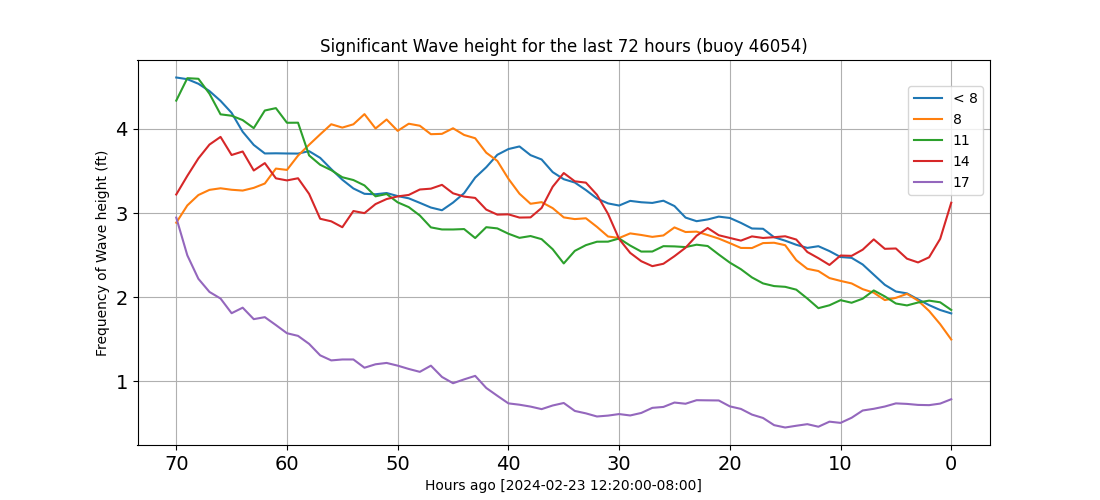 Significant Wave height for the last 72 hours (buoy 46054)
Frequency of Wave height (ft)
4
3
2
1
< 8
8
11
14
17
70 60 50 40 30 20 10 0
Hours ago [2024-02-23 12:20:00-08:00]